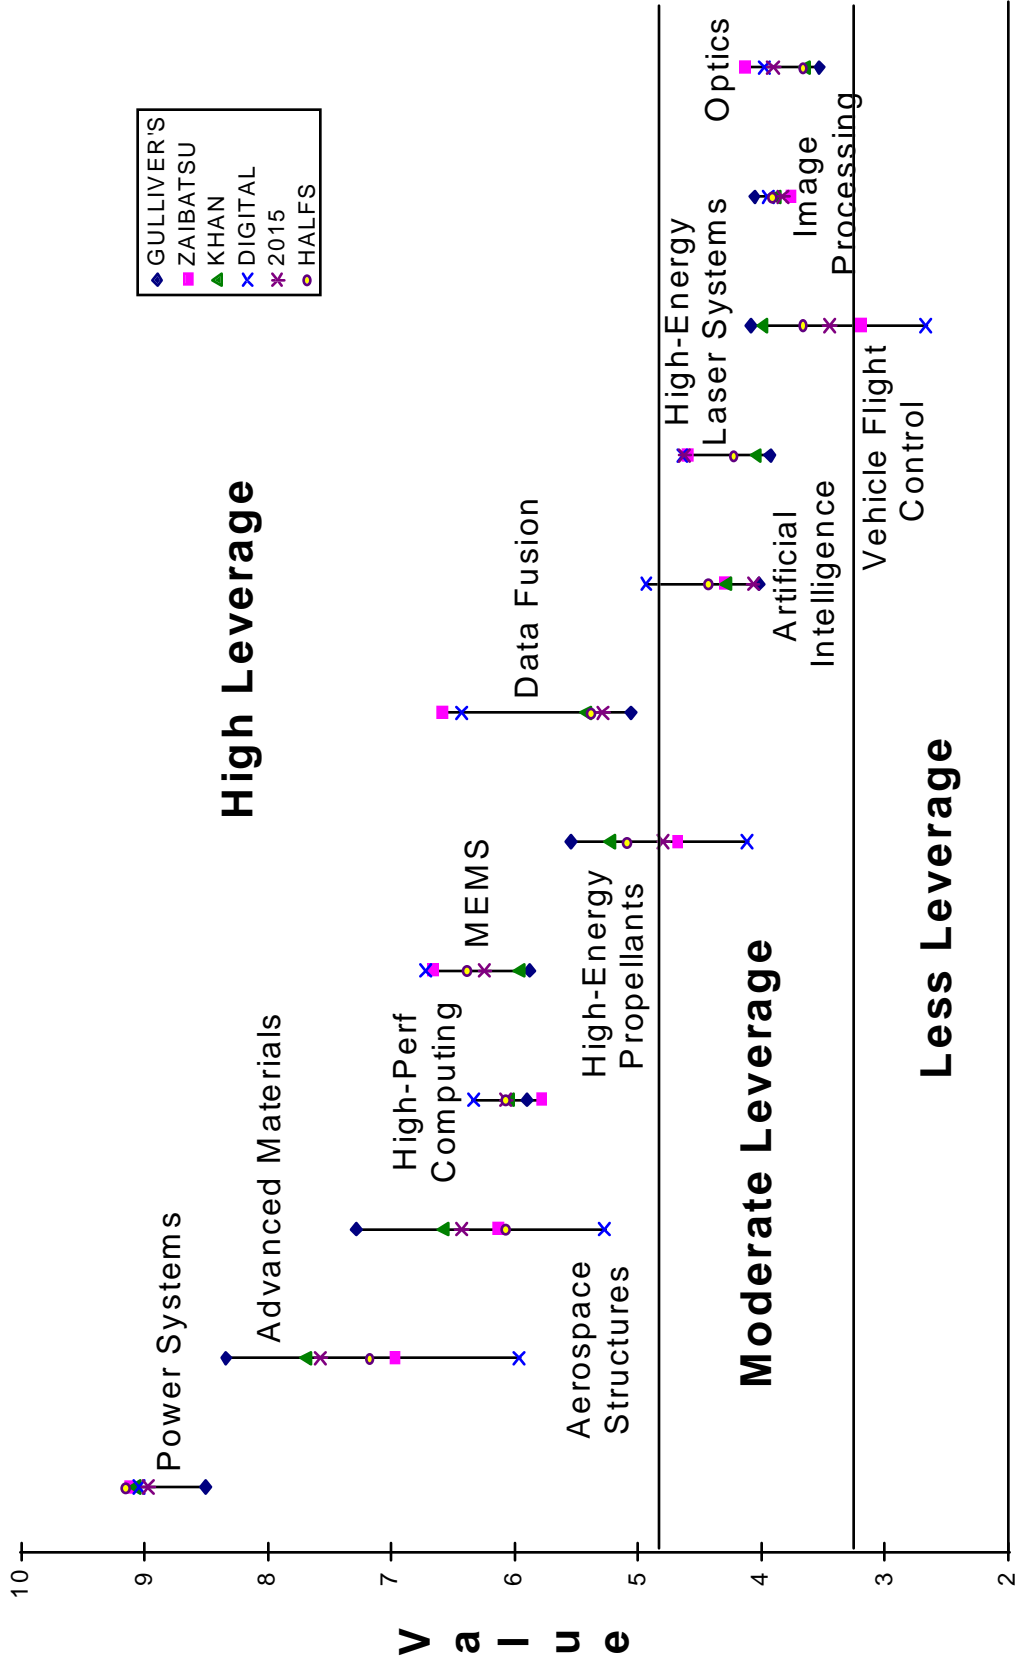 High Leverage
Moderate Leverage
Less Leverage
Power Systems
Advanced Materials
Aerospace
Structures
High-Perf
Computing
MEMS
High-Energy
Propellants
Data Fusion
Artificial
Intelligence
High-Energy
Laser Systems
Vehicle Flight
Control
Image
Processing
Optics
GULLIVER'S
ZAIBATSU
KHAN
DIGITAL
2015
HALFS
10
9
8
7
6
5
4
3
2
Value